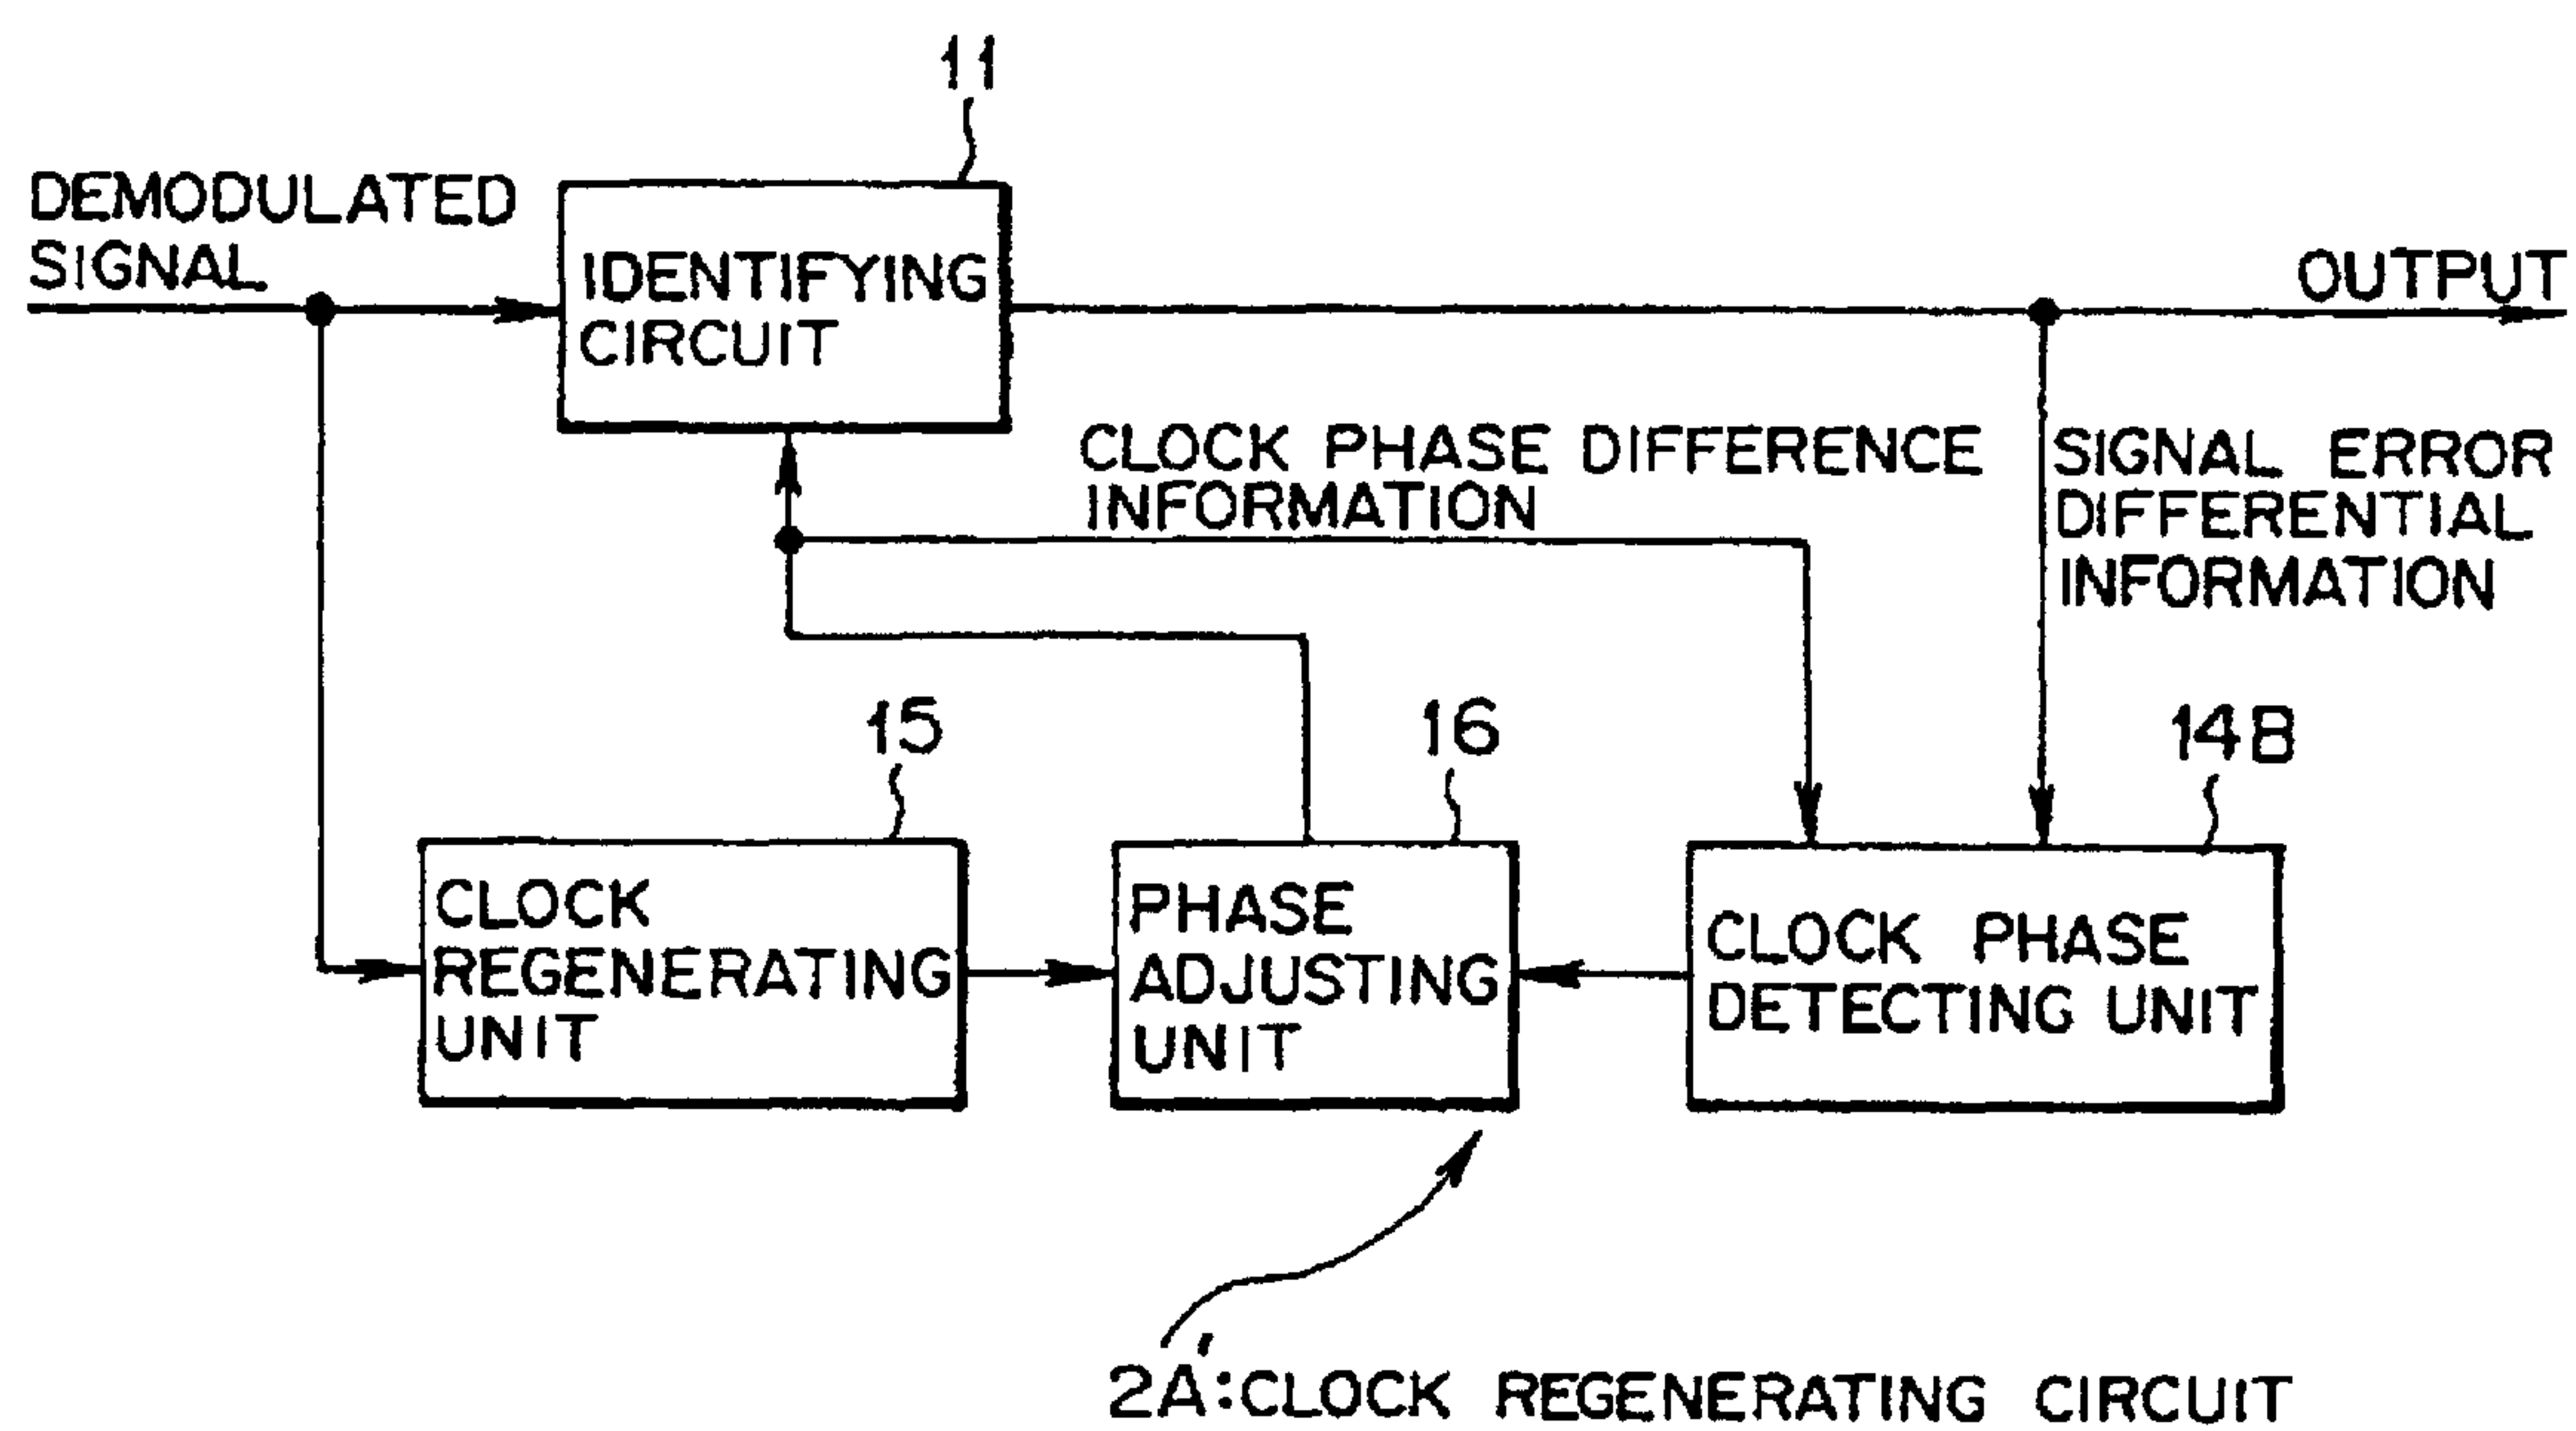 11
DEMODULATED
SIGNAL
IDENTIFYING
CIRCUIT
OUTPUT
CLOCK PHASE DIFFERENCE
INFORMATION
SIGNAL ERROR
DIFFERENTIAL
INFORMATION
15
16
14B
CLOCK
REGENERATING
UNIT
PHASE
ADJUSTING
UNIT
CLOCK PHASE
DETECTING UNIT
2A':CLOCK REGENERATING CIRCUIT